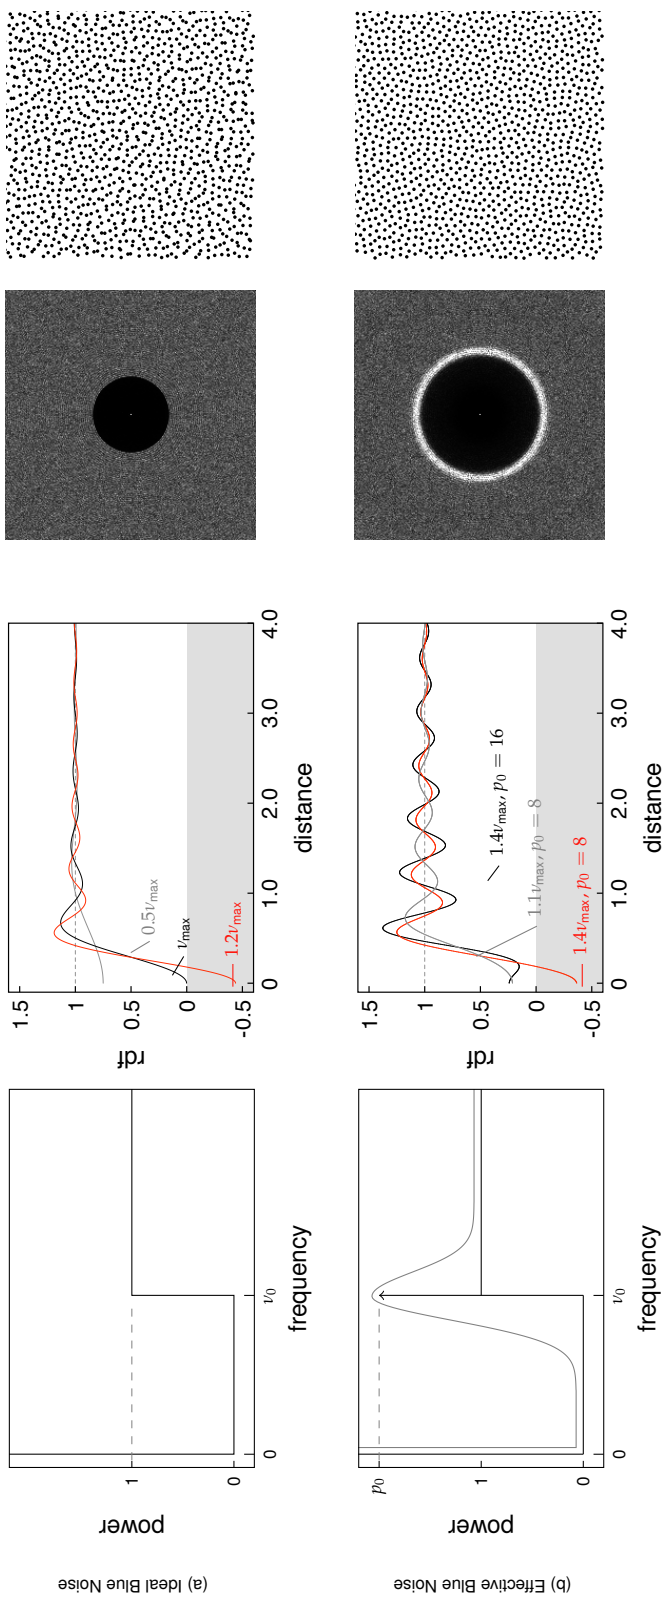 (a) Ideal Blue Noise
power
1
0
0
ν₀
frequency
rdf
1.5
1
0.5
0
-0.5
0
1.0
2.0
3.0
4.0
distance
0.5νmax
νmax
1.2νmax
(b) Effective Blue Noise
power
p₀
1
0
0
ν₀
frequency
rdf
1.5
1
0.5
0
-0.5
0
1.0
2.0
3.0
4.0
distance
1.4νmax, p₀ = 16
1.1νmax, p₀ = 8
1.4νmax, p₀ = 8